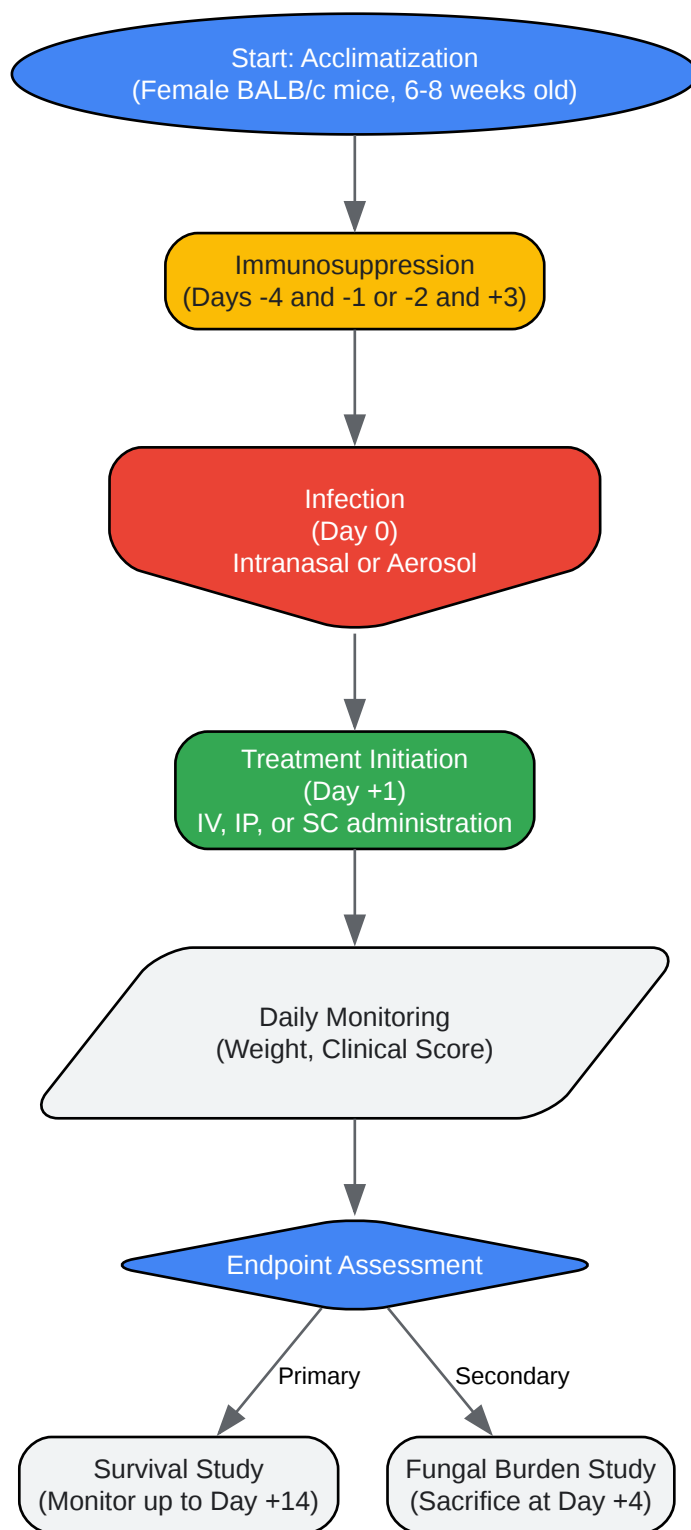 Start: Acclimatization
(Female BALB/c mice, 6-8 weeks old)
Immunosuppression
(Days -4 and -1 or -2 and +3)
Infection
(Day 0)
Intranasal or Aerosol
Treatment Initiation
(Day +1)
IV, IP, or SC administration
Daily Monitoring
(Weight, Clinical Score)
Endpoint Assessment
Primary
Secondary
Survival Study
(Monitor up to Day +14)
Fungal Burden Study
(Sacrifice at Day +4)